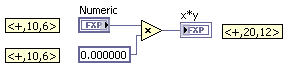 Numeric
x*y
<+,10,6>
FXP
FXP
<+,20,12>
<+,10,6>
0.000000
×